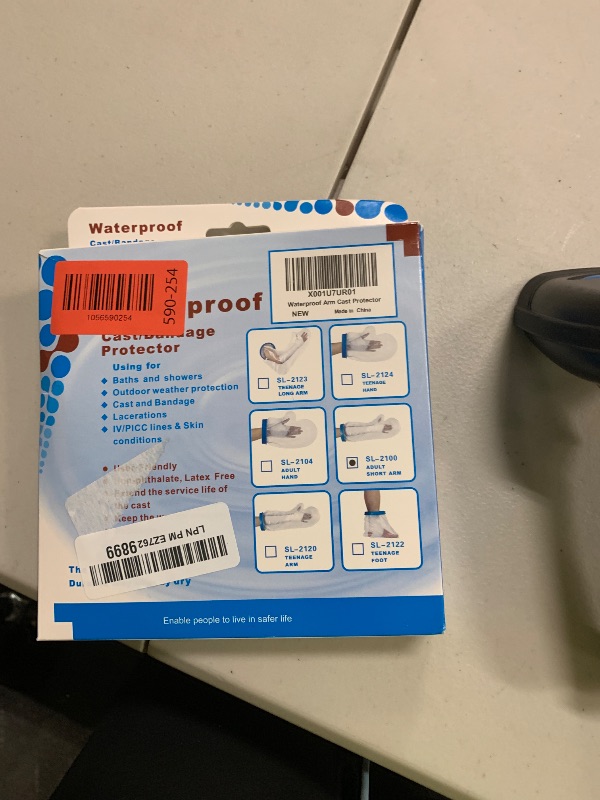 Waterproof
Cast/Bandage
1056590254
590-254
proof
Cast/Bandage
Protector
Using for
Baths and showers
Outdoor weather protection
Cast and Bandage
Lacerations
IV/PICC lines & Skin
conditions
phthalate, Latex Free
the service life of
cast
Keep the
LPN PM EZ7629899
Th
Du
dry
X001U7UR01
Waterproof Arm Cast Protector
NEW
Made in China
SL-2123
TEENAGE
LONG ARM
SL-2124
TEENAGE
HAND
SL-2104
ADULT
HAND
SL-2100
ADULT
SHORT ARM
SL-2120
TEENAGE
ARM
SL-2122
TEENAGE
FOOT
Enable people to live in safer life